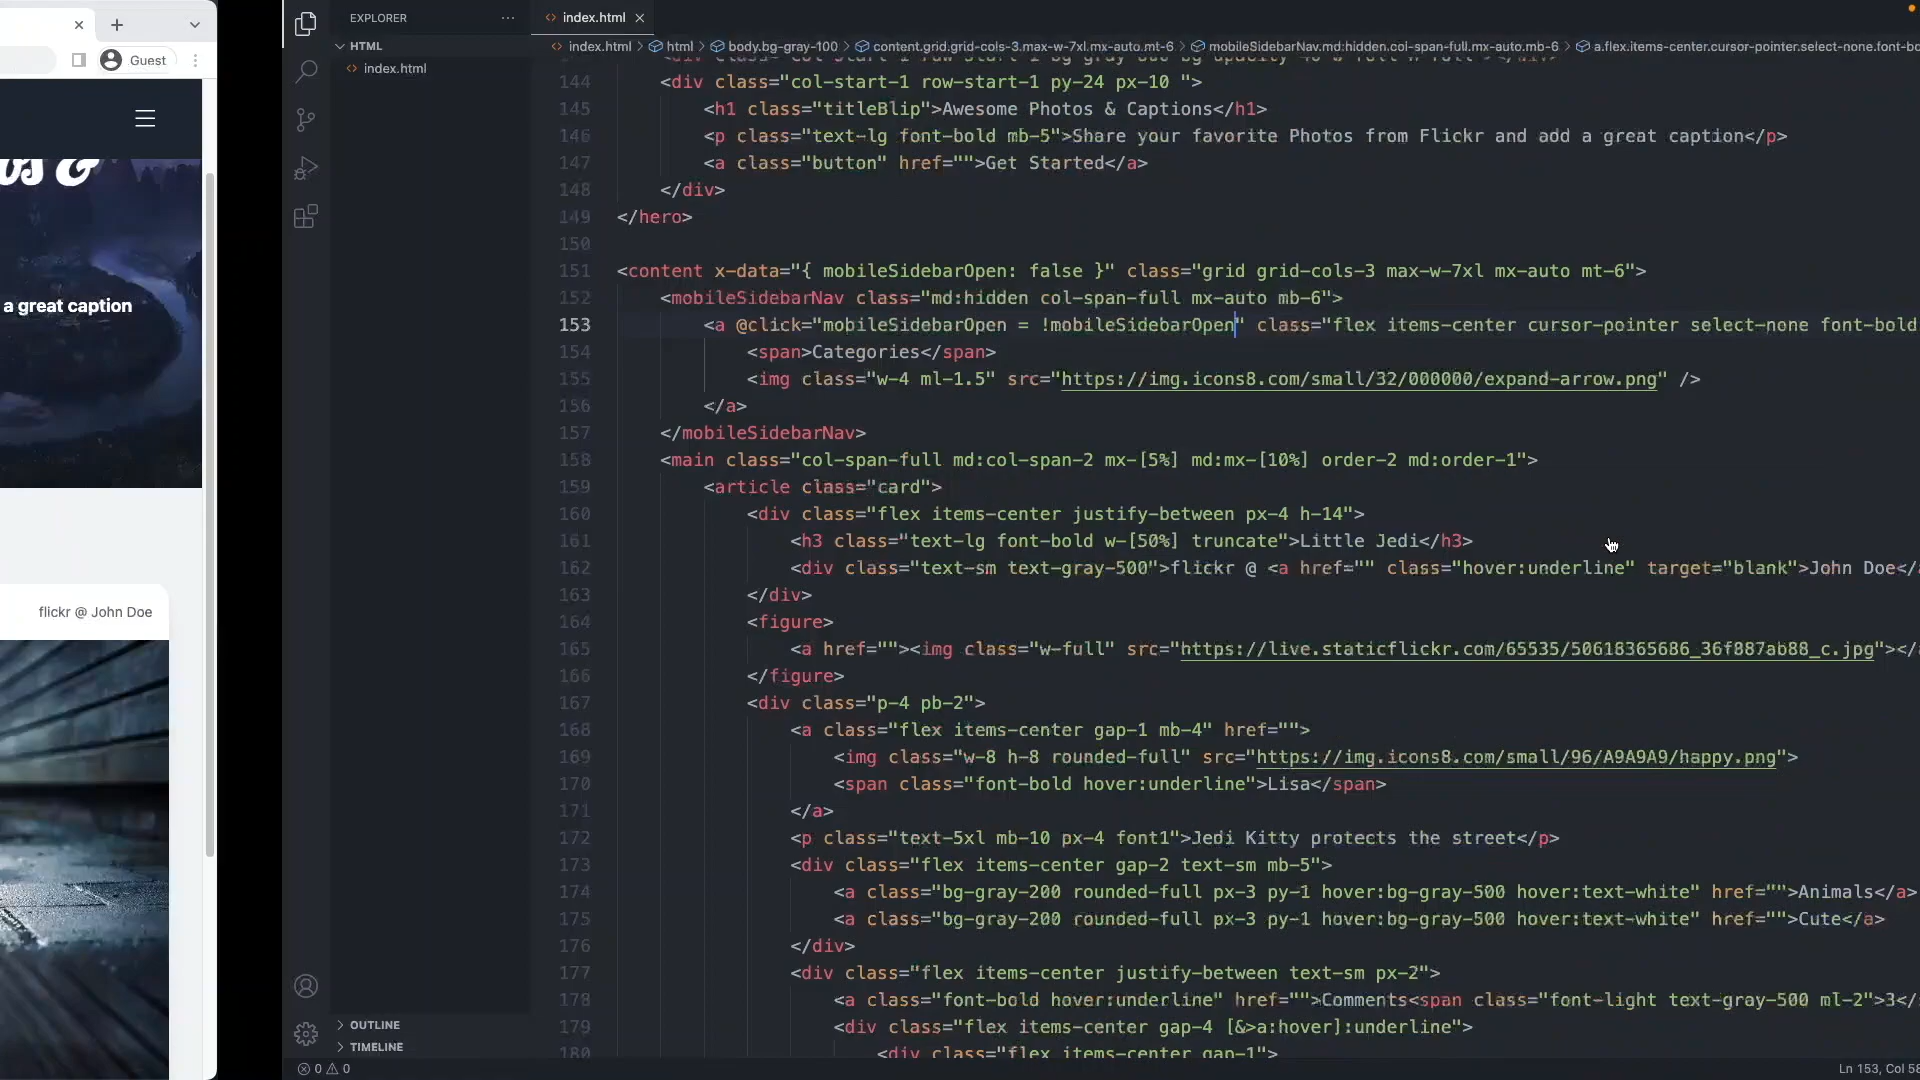 Guest
os &
a great caption
flickr @ John Doe
EXPLORER
HTML
index.html
OUTLINE
TIMELINE
0 0
index.html
index.html html body.bg-gray-100 content.grid.grid-cols-3.max-w-7xl.mx-auto.mt-6 mobileSidebarNav.md:hidden.col-span-full.mx-auto.mb-6 a.flex.items-center.cursor-pointer.select-none.font-bo
144 <div class="col-start-1 row-start-1 py-24 px-10 ">
145 <h1 class="titleBlip">Awesome Photos & Captions</h1>
146 <p class="text-lg font-bold mb-5">Share your favorite Photos from Flickr and add a great caption</p>
147 <a class="button" href="">Get Started</a>
148 </div>
149 </hero>
150
151 <content x-data="{ mobileSidebarOpen: false }" class="grid grid-cols-3 max-w-7xl mx-auto mt-6">
152 <mobileSidebarNav class="md:hidden col-span-full mx-auto mb-6">
153 <a @click="mobileSidebarOpen = !mobileSidebarOpen" class="flex items-center cursor-pointer select-none font-bold
154 <span>Categories</span>
155 <img class="w-4 ml-1.5" src="https://img.icons8.com/small/32/000000/expand-arrow.png" />
156 </a>
157 </mobileSidebarNav>
158 <main class="col-span-full md:col-span-2 mx-[5%] md:mx-[10%] order-2 md:order-1">
159 <article class="card">
160 <div class="flex items-center justify-between px-4 h-14">
161 <h3 class="text-lg font-bold w-[50%] truncate">Little Jedi</h3>
162 <div class="text-sm text-gray-500">flickr @ <a href="" class="hover:underline" target="blank">John Doe</
163 </div>
164 <figure>
165 <a href=""><img class="w-full" src="https://live.staticflickr.com/65535/50618365686_36f887ab88_c.jpg"></
166 </figure>
167 <div class="p-4 pb-2">
168 <a class="flex items-center gap-1 mb-4" href="">
169 <img class="w-8 h-8 rounded-full" src="https://img.icons8.com/small/96/A9A9A9/happy.png">
170 <span class="font-bold hover:underline">Lisa</span>
171 </a>
172 <p class="text-5xl mb-10 px-4 font1">Jedi Kitty protects the street</p>
173 <div class="flex items-center gap-2 text-sm mb-5">
174 <a class="bg-gray-200 rounded-full px-3 py-1 hover:bg-gray-500 hover:text-white" href="">Animals</a>
175 <a class="bg-gray-200 rounded-full px-3 py-1 hover:bg-gray-500 hover:text-white" href="">Cute</a>
176 </div>
177 <div class="flex items-center justify-between text-sm px-2">
178 <a class="font-bold hover:underline" href="">Comments<span class="font-light text-gray-500 ml-2">3</
179 <div class="flex items-center gap-4 [&>a:hover]:underline">
180 <div class="flex items-center gap-1">
Ln 153, Col 58